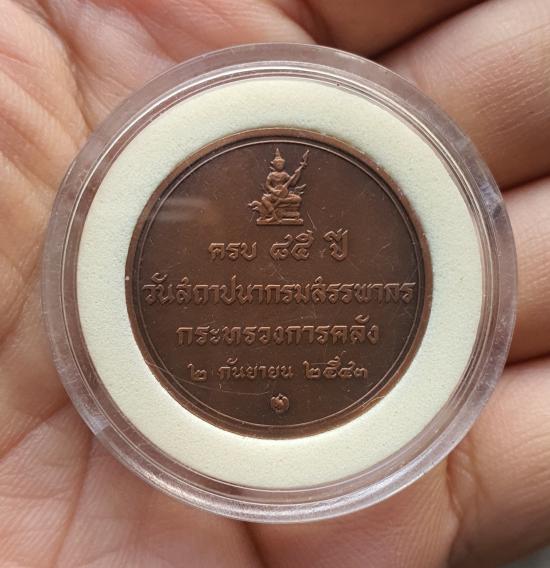 ครบ ๘๕ ปี
วันสถาปนากรมสรรพากร
กระทรวงการคลัง
๒ กันยายน ๒๕๔๓